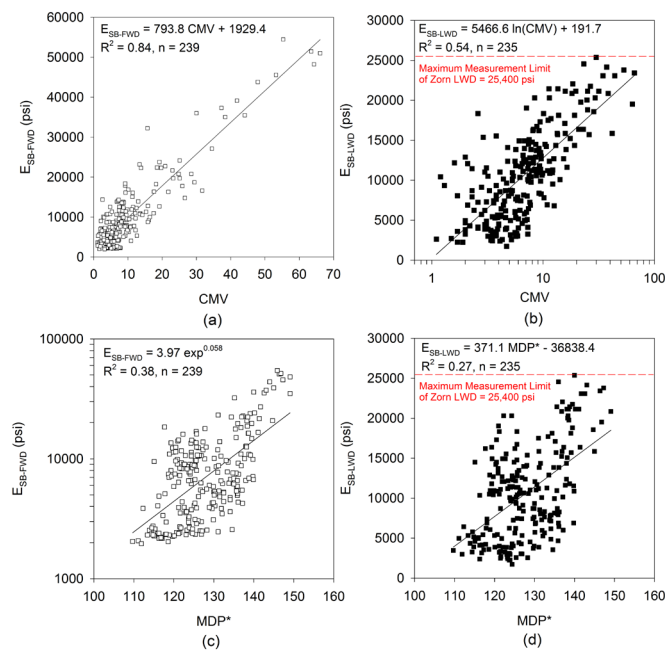 E_SB-FWD = 793.8 CMV + 1929.4
R² = 0.84, n = 239
60000
50000
40000
30000
20000
10000
0
E_SB-FWD (psi)
0 10 20 30 40 50 60 70
CMV
(a)
E_SB-LWD = 5466.6 ln(CMV) + 191.7
R² = 0.54, n = 235
Maximum Measurement Limit
of Zorn LWD = 25,400 psi
30000
25000
20000
15000
10000
5000
0
E_SB-LWD (psi)
1 10 100
CMV
(b)
E_SB-FWD = 3.97 exp^0.058
R² = 0.38, n = 239
100000
10000
1000
E_SB-FWD (psi)
100 110 120 130 140 150 160
MDP*
(c)
E_SB-LWD = 371.1 MDP* - 36838.4
R² = 0.27, n = 235
Maximum Measurement Limit
of Zorn LWD = 25,400 psi
30000
25000
20000
15000
10000
5000
0
E_SB-LWD (psi)
100 110 120 130 140 150 160
MDP*
(d)